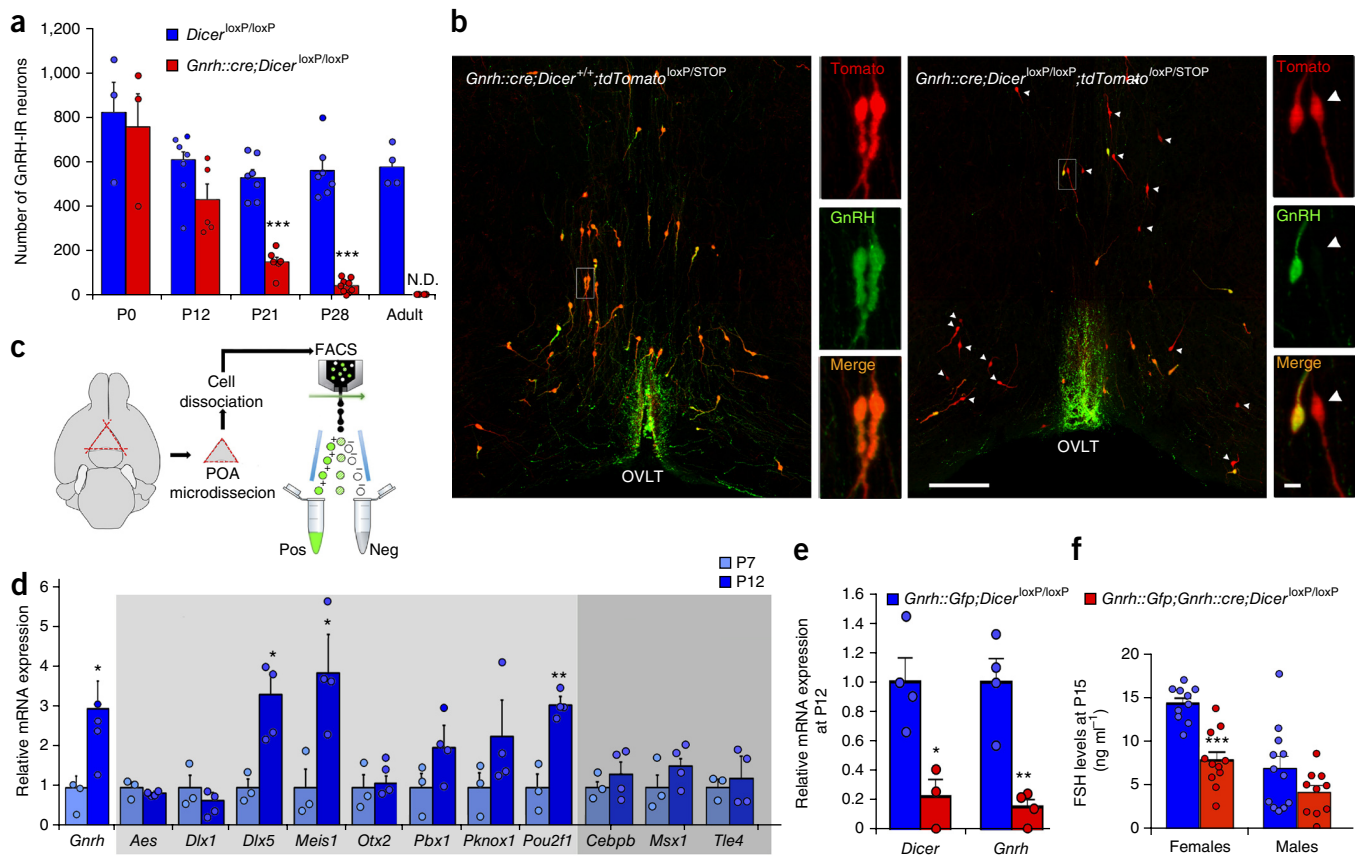 a
1,200
1,000
800
600
400
200
0
Number of GnRH-IR neurons
Dicer loxP/loxP
Gnrh::cre;Dicer loxP/loxP
***
***
N.D.
P0 P12 P21 P28 Adult
b
Gnrh::cre;Dicer+/+;tdTomato loxP/STOP
OVLT
Tomato
GnRH
Merge
Gnrh::cre;Dicer loxP/loxP;tdTomato loxP/STOP
OVLT
Tomato
GnRH
Merge
c
FACS
Cell
dissociation
POA
microdissecion
+ −
+ −
+ −
+ −
Pos Neg
d
P7
P12
Relative mRNA expression
6
5
4
3
2
1
0
*
*
*
**
Gnrh Aes Dlx1 Dlx5 Meis1 Otx2 Pbx1 Pknox1 Pou2f1 Cebpb Msx1 Tle4
e
Gnrh::Gfp;Dicer loxP/loxP
Relative mRNA expression
at P12
1.6
1.4
1.2
1.0
0.8
0.6
0.4
0.2
0
*
**
Dicer Gnrh
f
Gnrh::Gfp;Gnrh::cre;Dicer loxP/loxP
FSH levels at P15
(ng ml−1)
20
15
10
5
0
***
Females Males